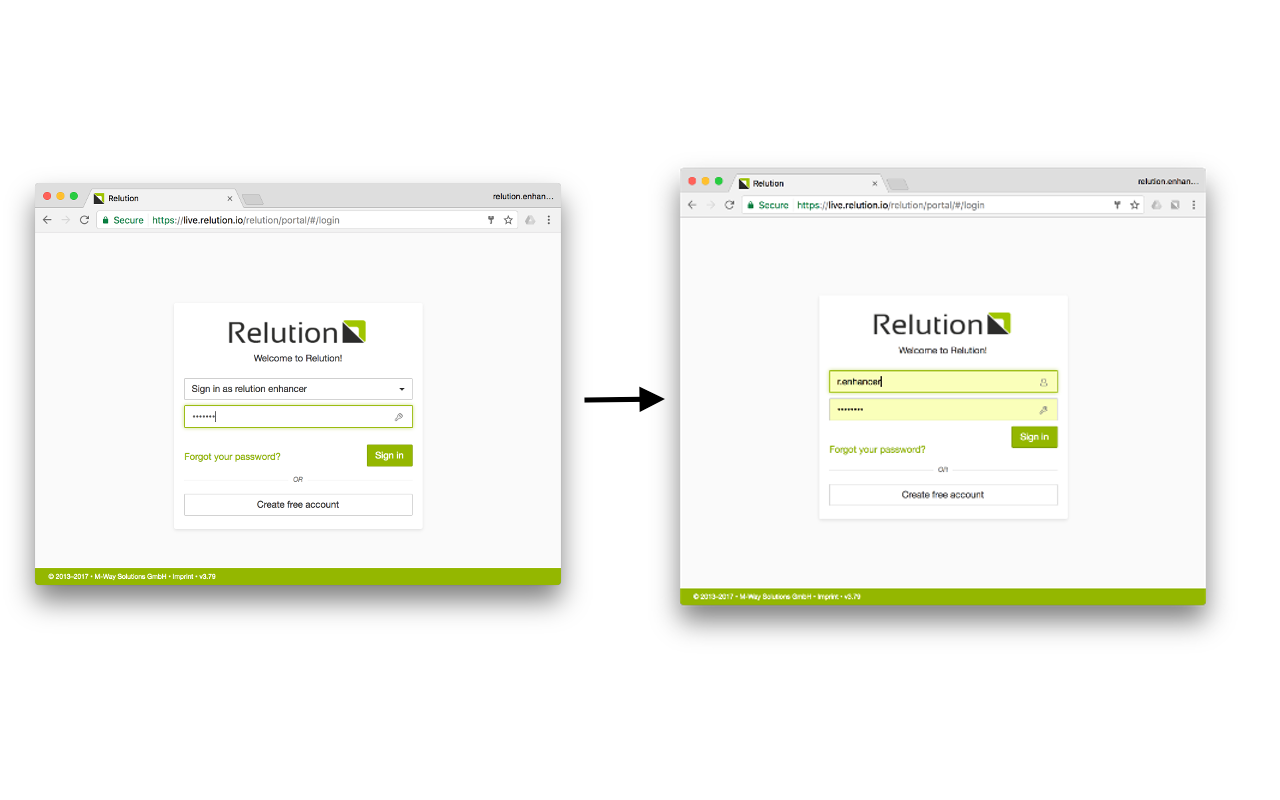 Relution
relution.enhan...
Secure https://live.relution.io/relution/portal/#/login
Relution
Welcome to Relution!
Sign in as relution enhancer
•••••••
Forgot your password?
Sign in
OR
Create free account
© 2013–2017 • M-Way Solutions GmbH • Imprint • v3.79
Relution
relution.enhan...
Secure https://live.relution.io/relution/portal/#/login
Relution
Welcome to Relution!
r.enhancer
••••••••
Sign in
Forgot your password?
OR
Create free account
© 2013–2017 • M-Way Solutions GmbH • Imprint • v3.79